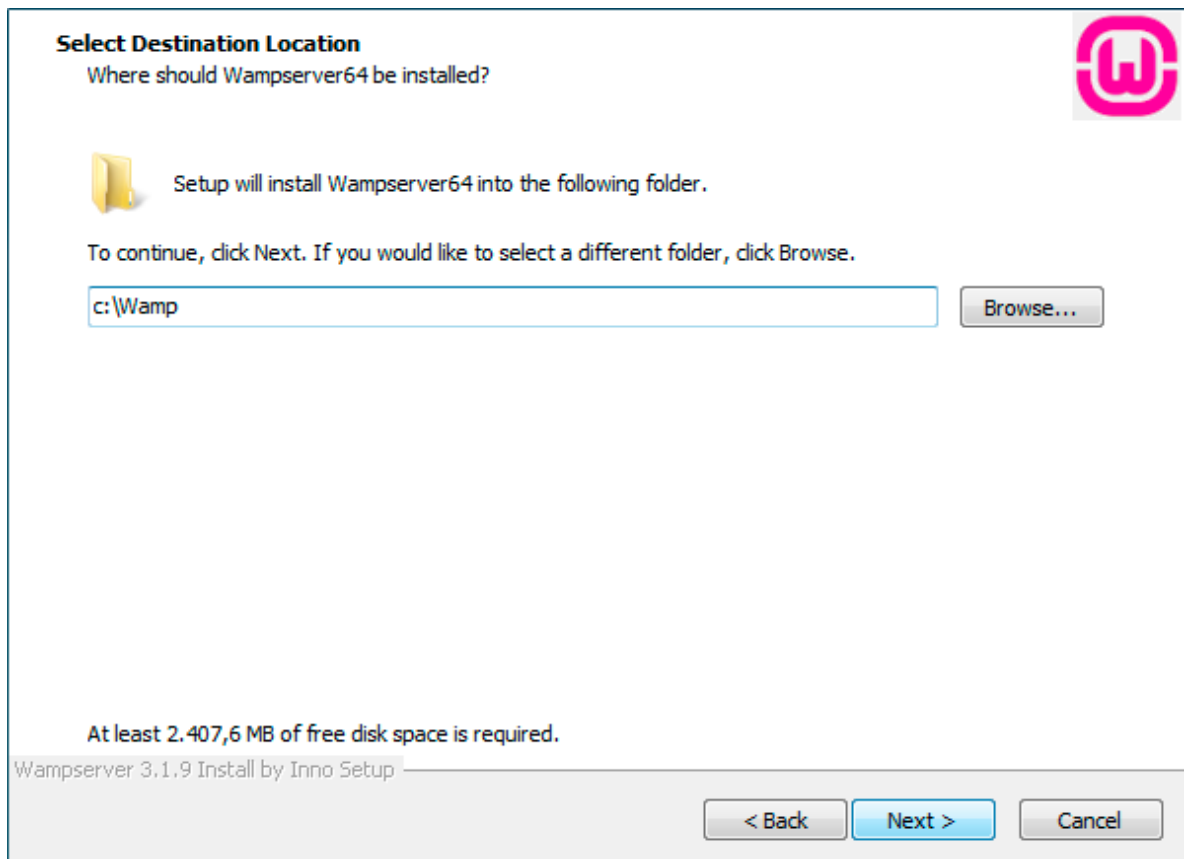 Select Destination Location
Where should Wampserver64 be installed?
Setup will install Wampserver64 into the following folder.
To continue, click Next. If you would like to select a different folder, click Browse.
c:\Wamp
Browse...
At least 2.407,6 MB of free disk space is required.
Wampserver 3.1.9 Install by Inno Setup
< Back Next > Cancel